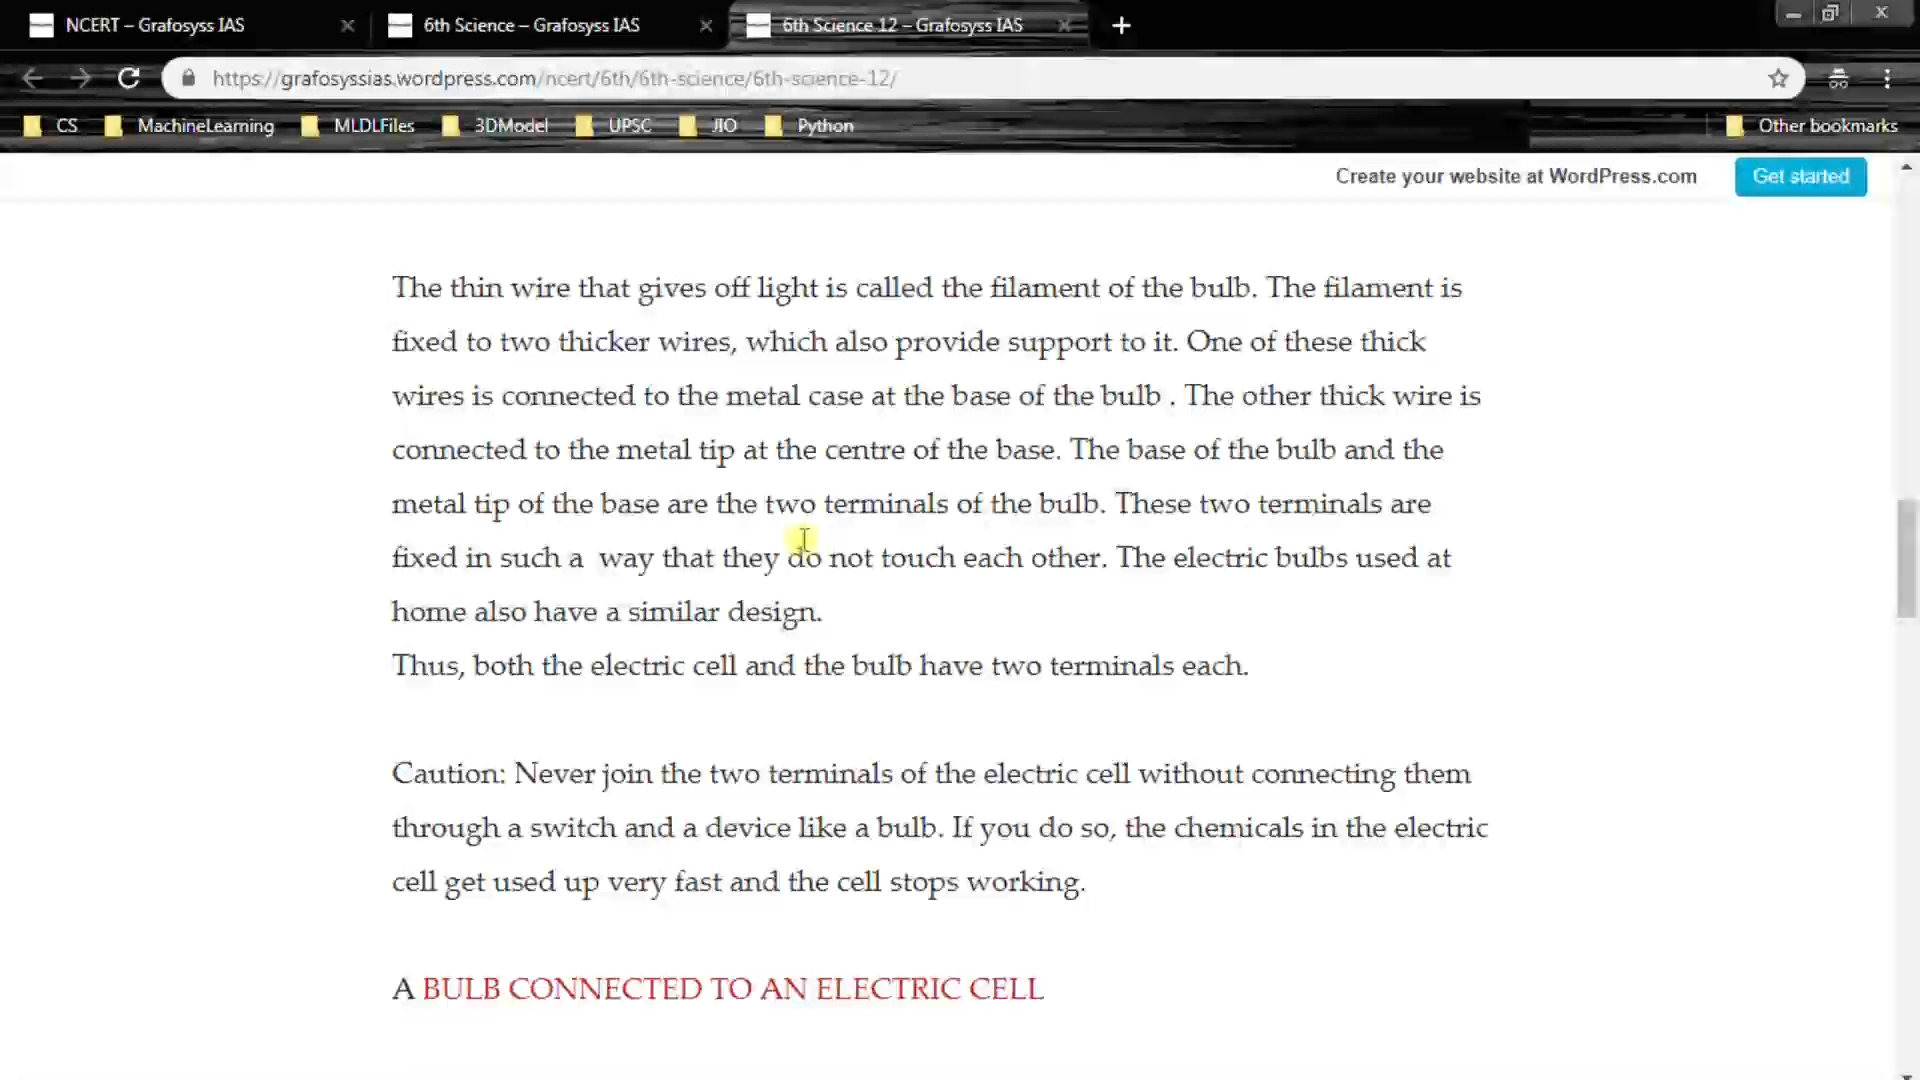 NCERT – Grafosyss IAS
6th Science – Grafosyss IAS
6th Science 12 – Grafosyss IAS
https://grafosyssias.wordpress.com/ncert/6th/6th-science/6th-science-12/
CS MachineLearning MLDLFiles 3DModel UPSC JIO Python Other bookmarks
Create your website at WordPress.com Get started
The thin wire that gives off light is called the filament of the bulb. The filament is
fixed to two thicker wires, which also provide support to it. One of these thick
wires is connected to the metal case at the base of the bulb . The other thick wire is
connected to the metal tip at the centre of the base. The base of the bulb and the
metal tip of the base are the two terminals of the bulb. These two terminals are
fixed in such a  way that they do not touch each other. The electric bulbs used at
home also have a similar design.
Thus, both the electric cell and the bulb have two terminals each.
Caution: Never join the two terminals of the electric cell without connecting them
through a switch and a device like a bulb. If you do so, the chemicals in the electric
cell get used up very fast and the cell stops working.
A BULB CONNECTED TO AN ELECTRIC CELL